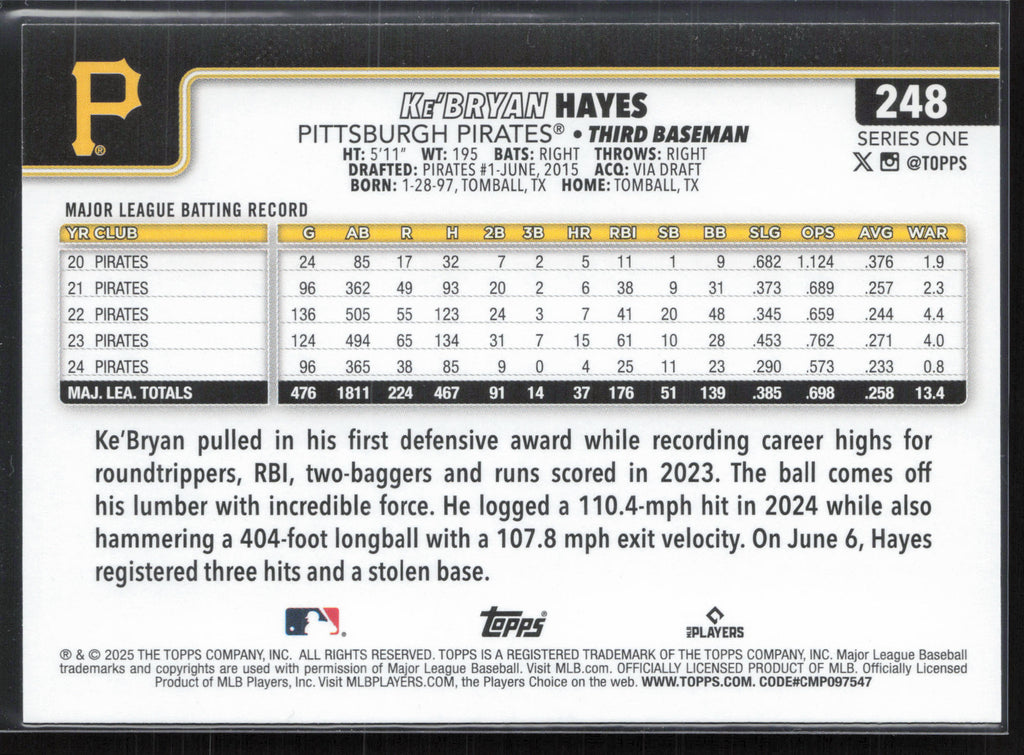 P®
248
KE'BRYAN HAYES
PITTSBURGH PIRATES® • THIRD BASEMAN
SERIES ONE
@TOPPS
HT: 5'11" WT: 195 BATS: RIGHT THROWS: RIGHT
DRAFTED: PIRATES #1-JUNE, 2015 ACQ: VIA DRAFT
BORN: 1-28-97, TOMBALL, TX HOME: TOMBALL, TX
MAJOR LEAGUE BATTING RECORD
YR CLUB G AB R H 2B 3B HR RBI SB BB SLG OPS AVG WAR
20 PIRATES 24 85 17 32 7 2 5 11 1 9 .682 1.124 .376 1.9
21 PIRATES 96 362 49 93 20 2 6 38 9 31 .373 .689 .257 2.3
22 PIRATES 136 505 55 123 24 3 7 41 20 48 .345 .659 .244 4.4
23 PIRATES 124 494 65 134 31 7 15 61 10 28 .453 .762 .271 4.0
24 PIRATES 96 365 38 85 9 0 4 25 11 23 .290 .573 .233 0.8
MAJ. LEA. TOTALS 476 1811 224 467 91 14 37 176 51 139 .385 .698 .258 13.4
Ke'Bryan pulled in his first defensive award while recording career highs for
roundtrippers, RBI, two-baggers and runs scored in 2023. The ball comes off
his lumber with incredible force. He logged a 110.4-mph hit in 2024 while also
hammering a 404-foot longball with a 107.8 mph exit velocity. On June 6, Hayes
registered three hits and a stolen base.
Topps®
MLB PLAYERS
® & © 2025 THE TOPPS COMPANY, INC. ALL RIGHTS RESERVED. TOPPS IS A REGISTERED TRADEMARK OF THE TOPPS COMPANY, INC. Major League Baseball
trademarks and copyrights are used with permission of Major League Baseball. Visit MLB.com. OFFICIALLY LICENSED PRODUCT OF MLB. Officially Licensed
Product of MLB Players, Inc. Visit MLBPLAYERS.COM, the Players Choice on the web. WWW.TOPPS.COM. CODE#CMP097547